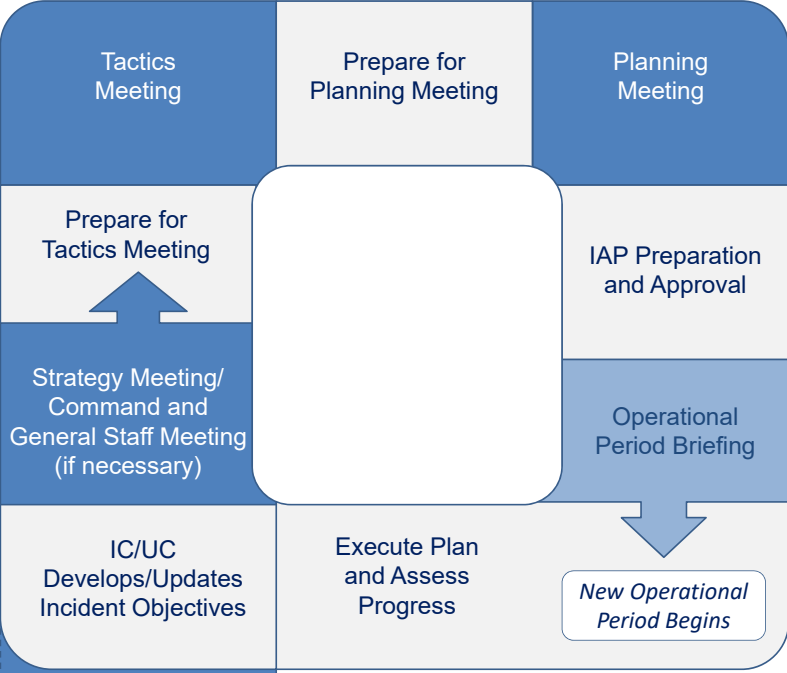 Tactics
Meeting
Prepare for
Planning Meeting
Planning
Meeting
Prepare for
Tactics Meeting
IAP Preparation
and Approval
Strategy Meeting/
Command and
General Staff Meeting
(if necessary)
Operational
Period Briefing
IC/UC
Develops/Updates
Incident Objectives
Execute Plan
and Assess
Progress
New Operational
Period Begins